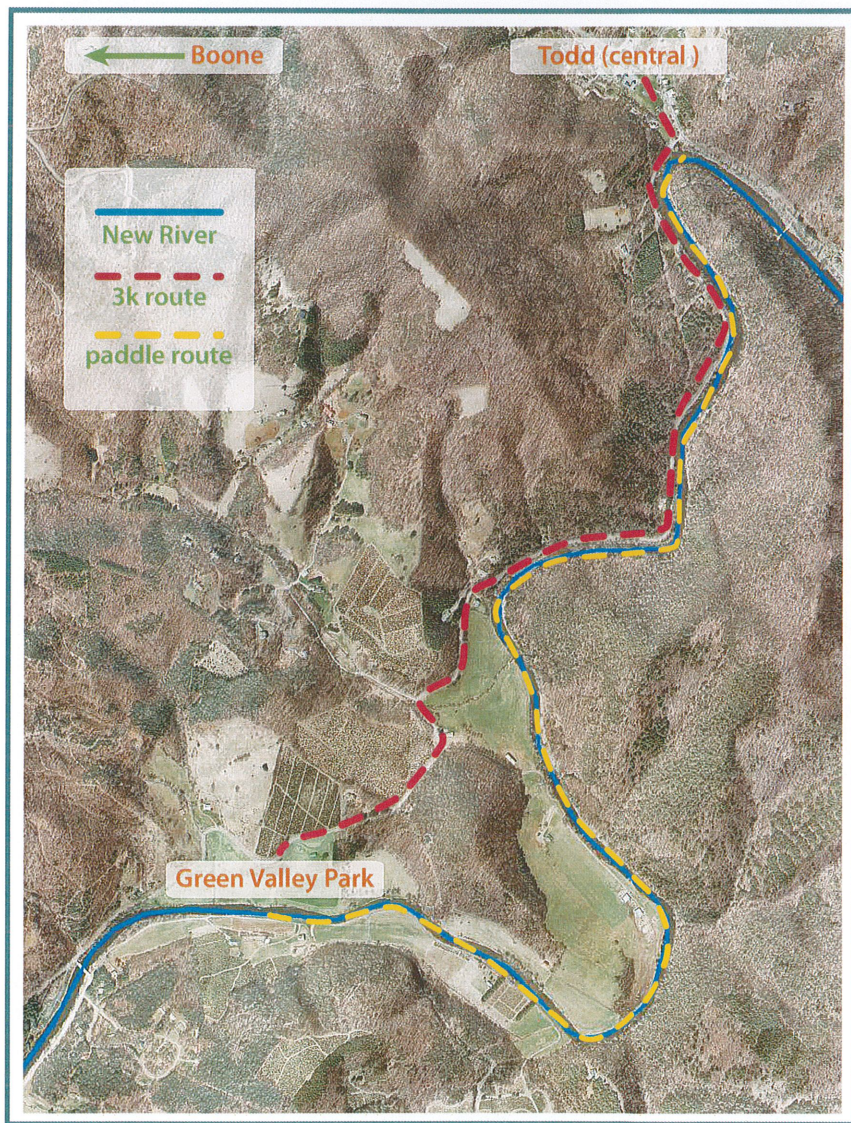 Boone
Todd (central )
New River
3k route
paddle route
Green Valley Park